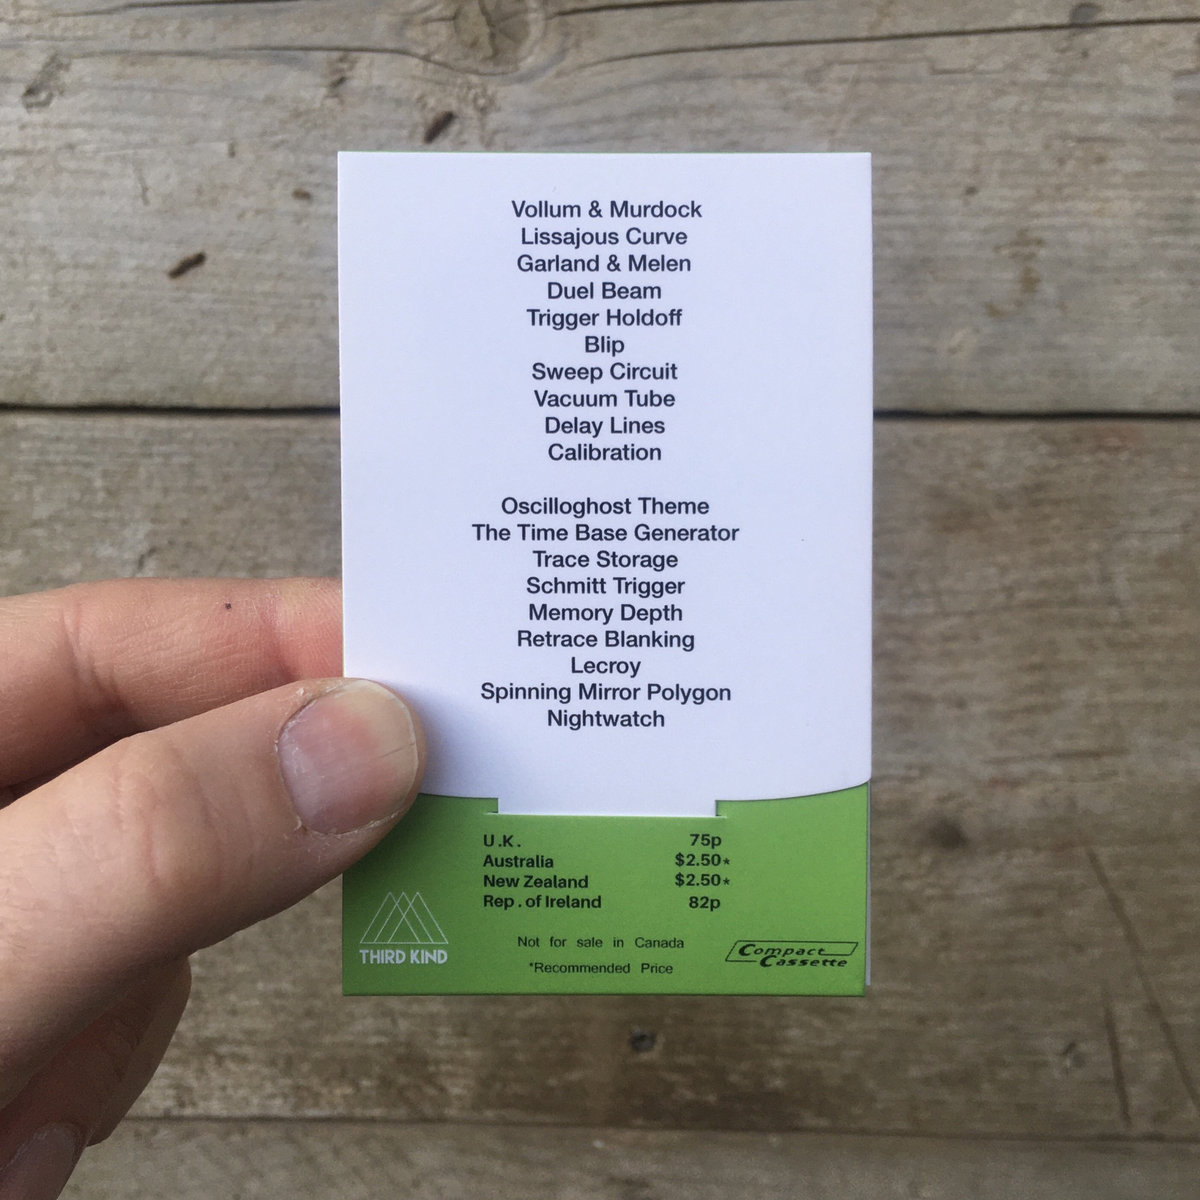 Vollum & Murdock
Lissajous Curve
Garland & Melen
Duel Beam
Trigger Holdoff
Blip
Sweep Circuit
Vacuum Tube
Delay Lines
Calibration
Oscilloghost Theme
The Time Base Generator
Trace Storage
Schmitt Trigger
Memory Depth
Retrace Blanking
Lecroy
Spinning Mirror Polygon
Nightwatch
U.K. 75p
Australia $2.50*
New Zealand $2.50*
Rep. of Ireland 82p
Not for sale in Canada
*Recommended Price
THIRD KIND
Compact
Cassette